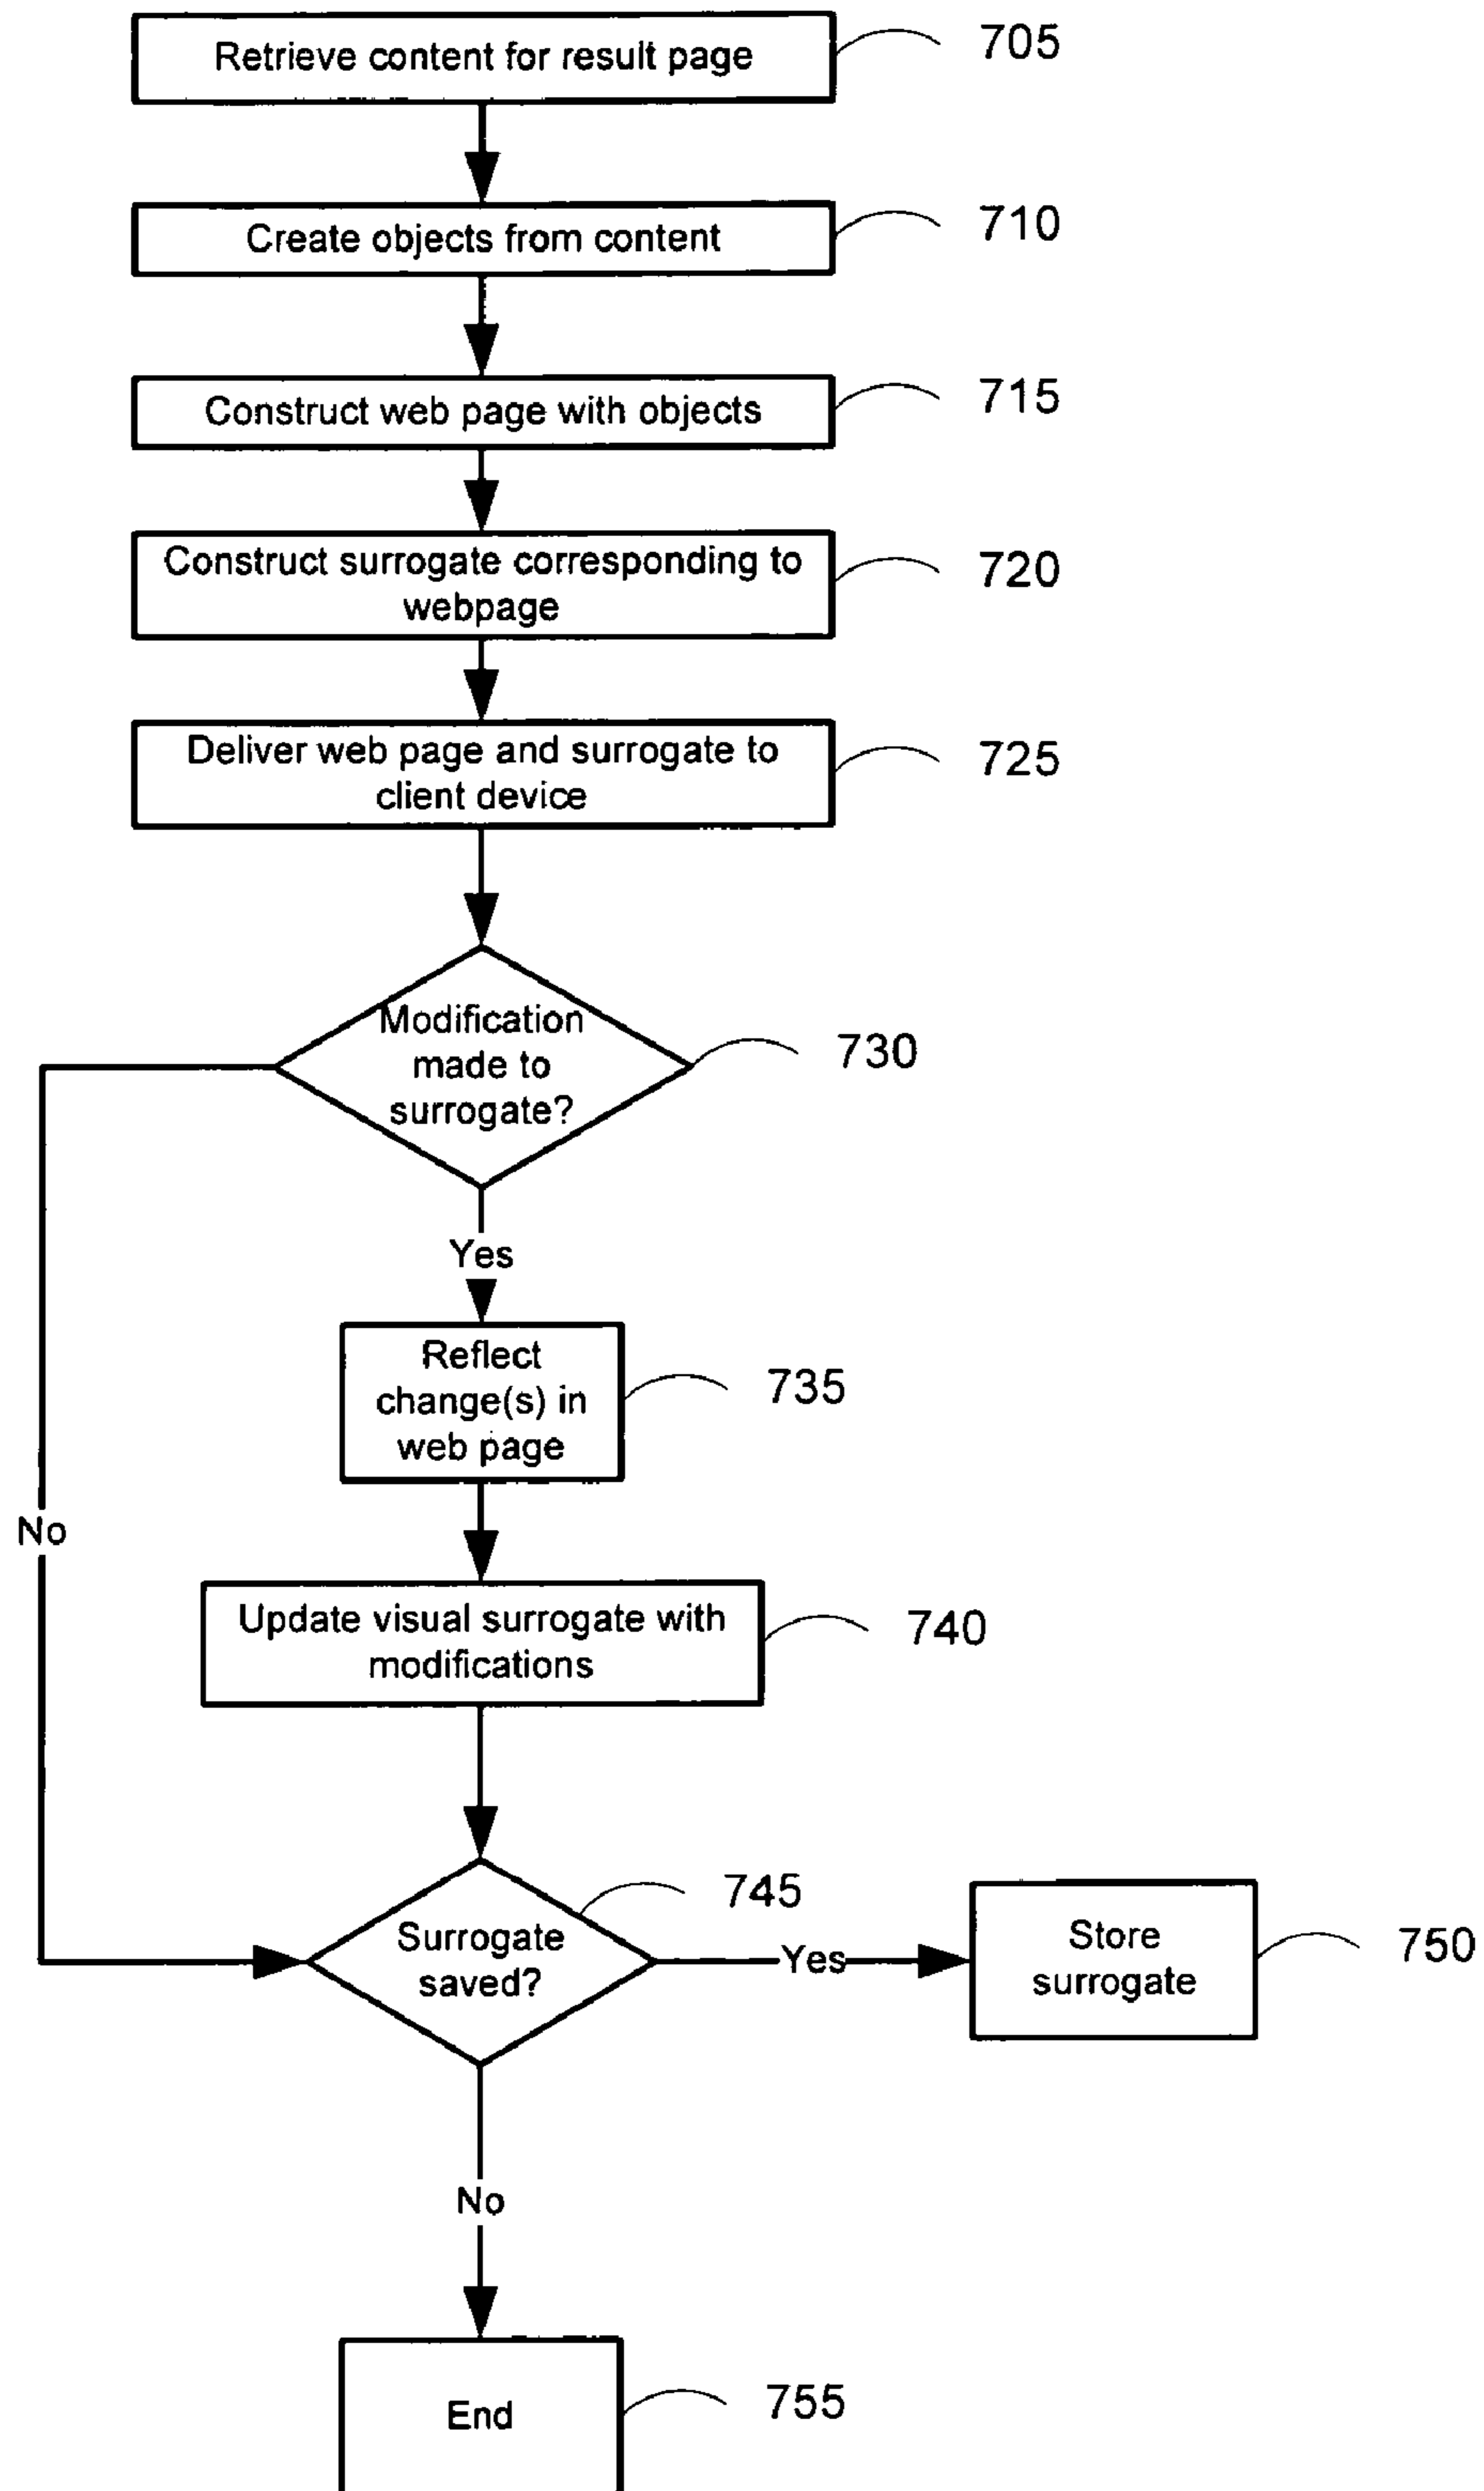 Retrieve content for result page
705
Create objects from content
710
Construct web page with objects
715
Construct surrogate corresponding to
webpage
720
Deliver web page and surrogate to
client device
725
Modification
made to
surrogate?
730
Yes
Reflect
change(s) in
web page
735
No
Update visual surrogate with
modifications
740
Surrogate
saved?
745
Yes
Store
surrogate
750
No
End
755